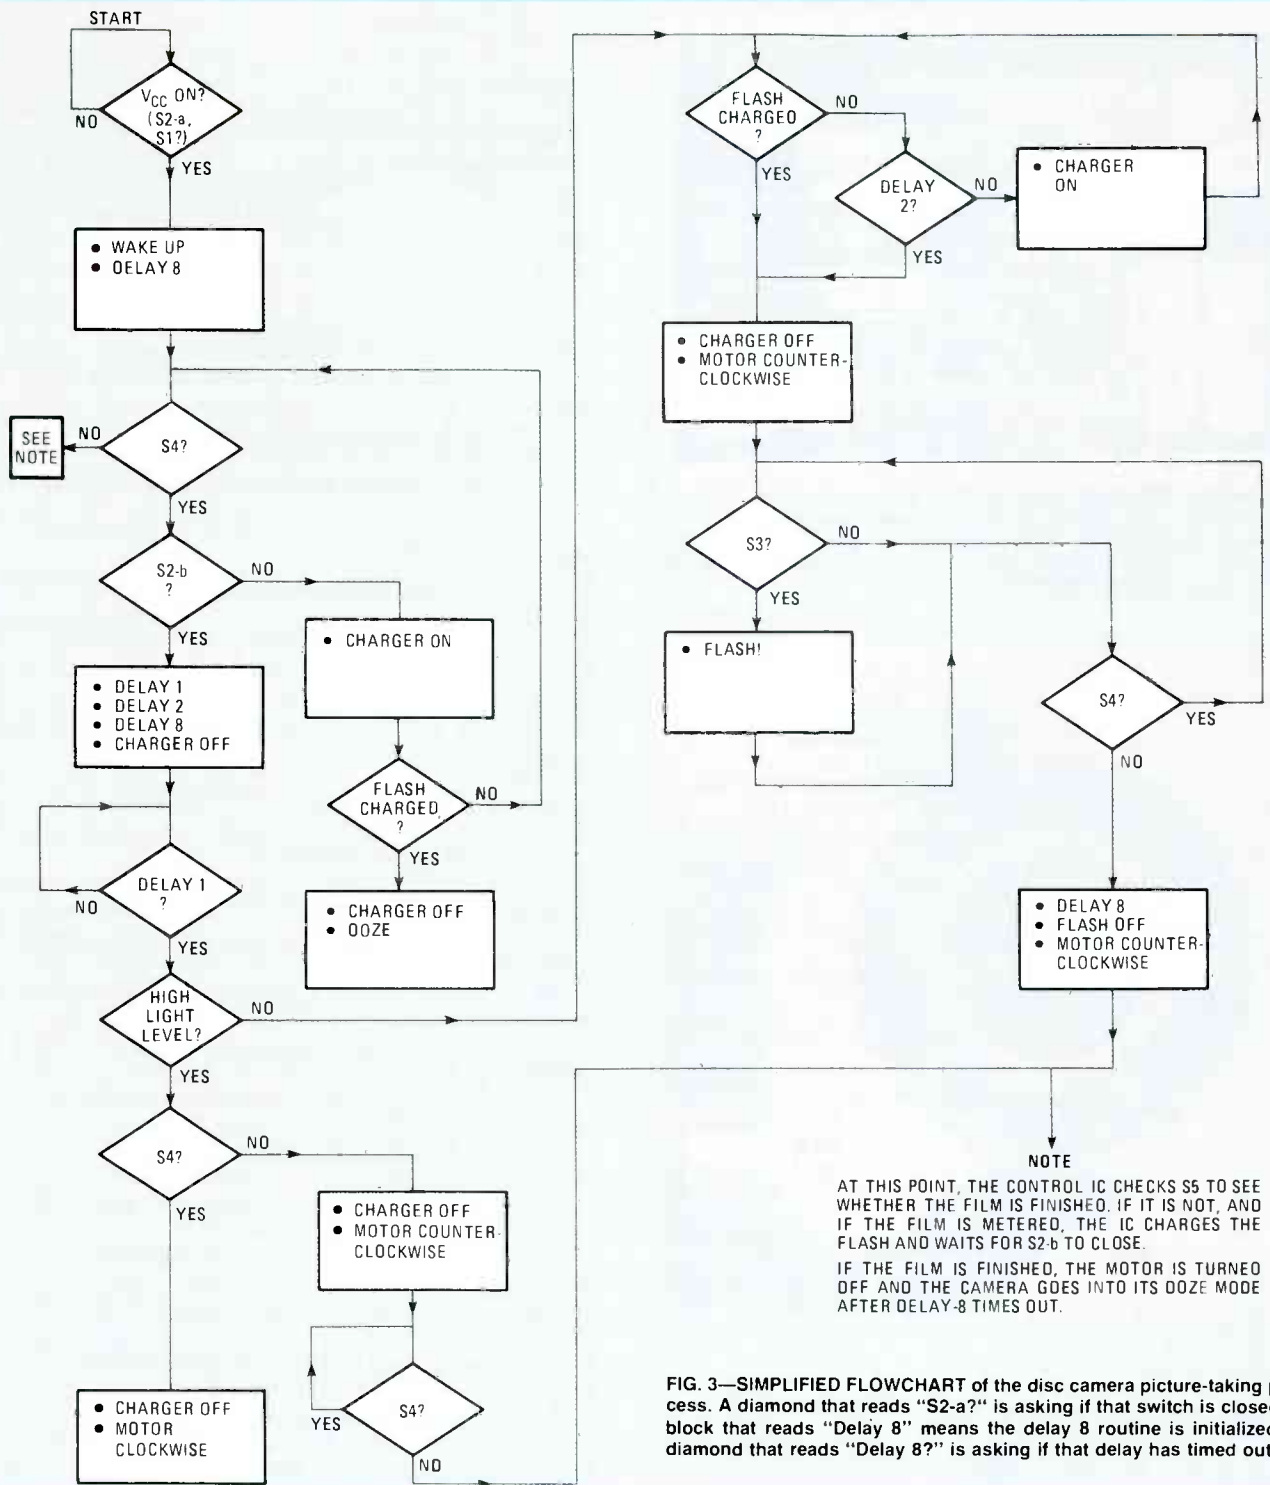 START
V_CC ON?
(S2-a,
S1?)
NO
YES
• WAKE UP
• DELAY 8
SEE
NOTE
NO
S4?
YES
S2-b
?
NO
YES
• DELAY 1
• DELAY 2
• DELAY 8
• CHARGER OFF
• CHARGER ON
FLASH
CHARGED
?
NO
YES
• CHARGER OFF
• DOZE
DELAY 1
?
NO
YES
HIGH
LIGHT
LEVEL?
NO
YES
S4?
NO
YES
• CHARGER OFF
• MOTOR COUNTER-
CLOCKWISE
S4?
YES
NO
• CHARGER OFF
• MOTOR
CLOCKWISE
FLASH
CHARGED
?
NO
YES
DELAY
2?
NO
YES
• CHARGER
ON
• CHARGER OFF
• MOTOR COUNTER-
CLOCKWISE
S3?
NO
YES
• FLASH!
S4?
YES
NO
• DELAY 8
• FLASH OFF
• MOTOR COUNTER-
CLOCKWISE
NOTE
AT THIS POINT, THE CONTROL IC CHECKS S5 TO SEE
WHETHER THE FILM IS FINISHED. IF IT IS NOT, AND
IF THE FILM IS METERED, THE IC CHARGES THE
FLASH AND WAITS FOR S2-b TO CLOSE.
IF THE FILM IS FINISHED, THE MOTOR IS TURNED
OFF AND THE CAMERA GOES INTO ITS DOZE MODE
AFTER DELAY-8 TIMES OUT.
FIG. 3—SIMPLIFIED FLOWCHART of the disc camera picture-taking
cess. A diamond that reads "S2-a?" is asking if that switch is
block that reads "Delay 8" means the delay 8 routine is
diamond that reads "Delay 8?" is asking if that delay has timed out